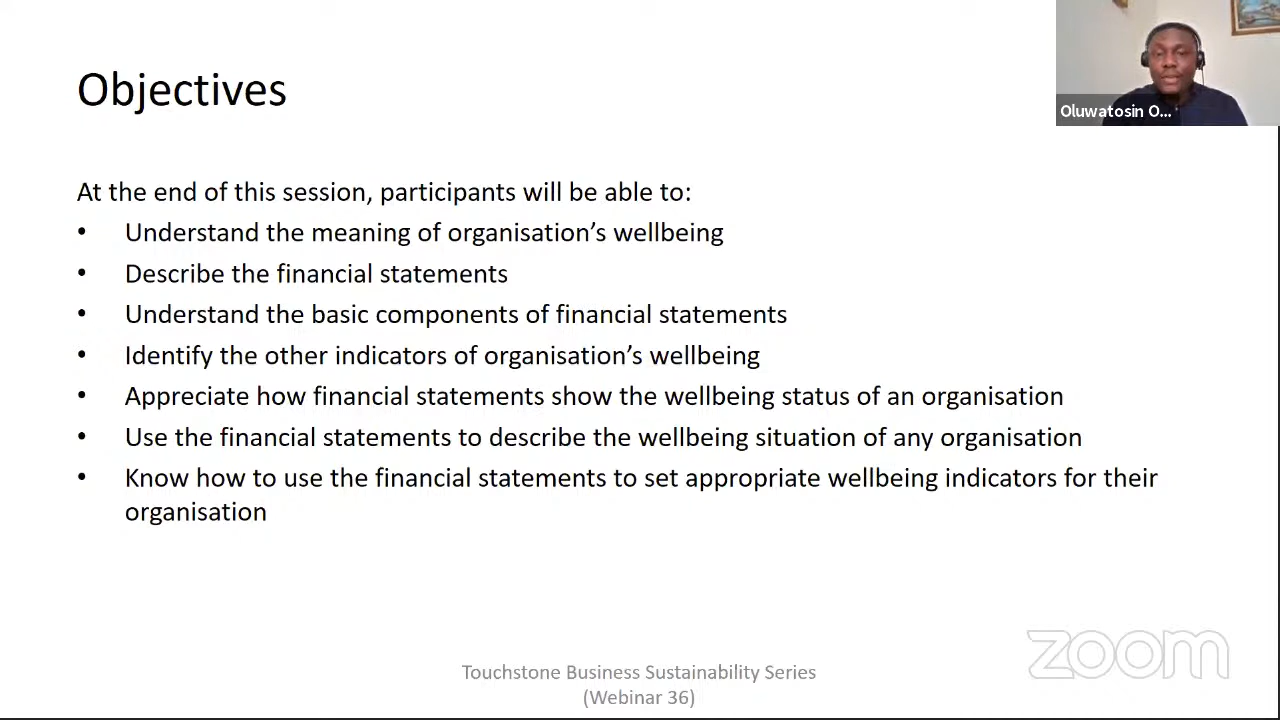 Objectives
Oluwatosin O...
At the end of this session, participants will be able to:
• Understand the meaning of organisation’s wellbeing
• Describe the financial statements
• Understand the basic components of financial statements
• Identify the other indicators of organisation’s wellbeing
• Appreciate how financial statements show the wellbeing status of an organisation
• Use the financial statements to describe the wellbeing situation of any organisation
• Know how to use the financial statements to set appropriate wellbeing indicators for their
organisation
zoom
Touchstone Business Sustainability Series
(Webinar 36)